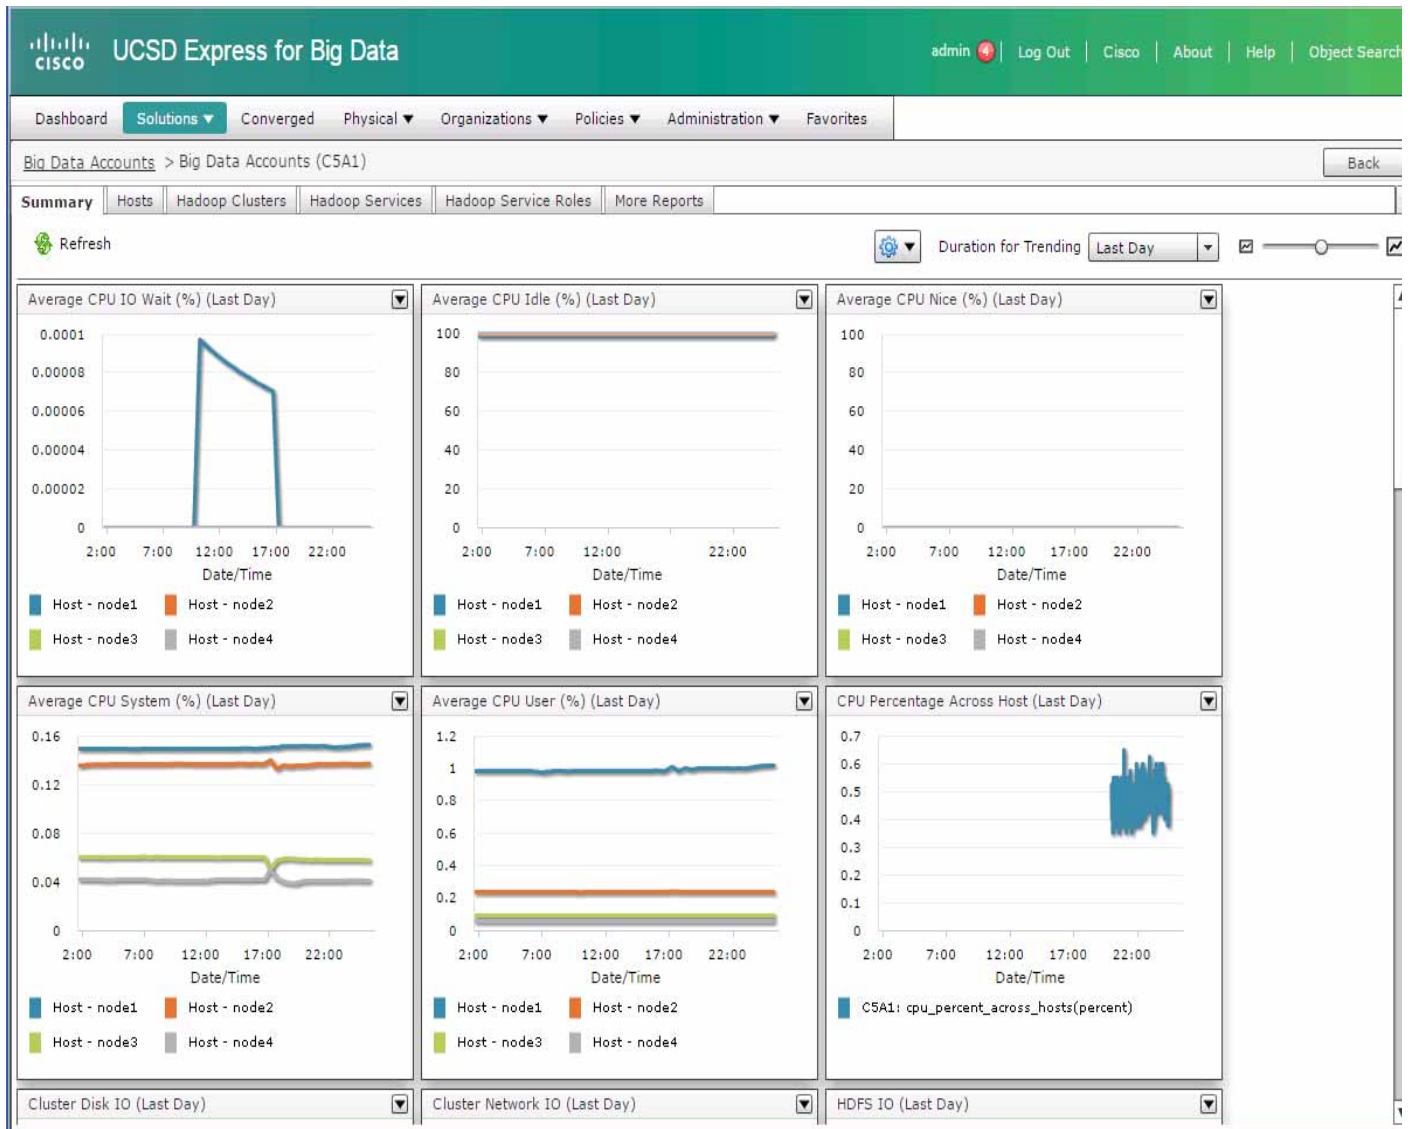 cisco UCSD Express for Big Data admin 4 Log Out Cisco About Help Object Search
Dashboard Solutions Converged Physical Organizations Policies Administration Favorites
Big Data Accounts > Big Data Accounts (C5A1) Back
Summary Hosts Hadoop Clusters Hadoop Services Hadoop Service Roles More Reports
Refresh Duration for Trending Last Day
Average CPU IO Wait (%) (Last Day)
0.0001
0.00008
0.00006
0.00004
0.00002
0
2:00 7:00 12:00 17:00 22:00
Date/Time
Host - node1 Host - node2
Host - node3 Host - node4
Average CPU Idle (%) (Last Day)
100
80
60
40
20
0
2:00 7:00 12:00 22:00
Date/Time
Host - node1 Host - node2
Host - node3 Host - node4
Average CPU Nice (%) (Last Day)
100
80
60
40
20
0
2:00 7:00 12:00 17:00 22:00
Date/Time
Host - node1 Host - node2
Host - node3 Host - node4
Average CPU System (%) (Last Day)
0.16
0.12
0.08
0.04
0
2:00 7:00 12:00 17:00 22:00
Date/Time
Host - node1 Host - node2
Host - node3 Host - node4
Average CPU User (%) (Last Day)
1.2
1
0.8
0.6
0.4
0.2
0
2:00 7:00 12:00 17:00 22:00
Date/Time
Host - node1 Host - node2
Host - node3 Host - node4
CPU Percentage Across Host (Last Day)
0.7
0.6
0.5
0.4
0.3
0.2
0.1
0
2:00 7:00 12:00 17:00 22:00
Date/Time
C5A1: cpu_percent_across_hosts(percent)
Cluster Disk IO (Last Day)
Cluster Network IO (Last Day)
HDFS IO (Last Day)